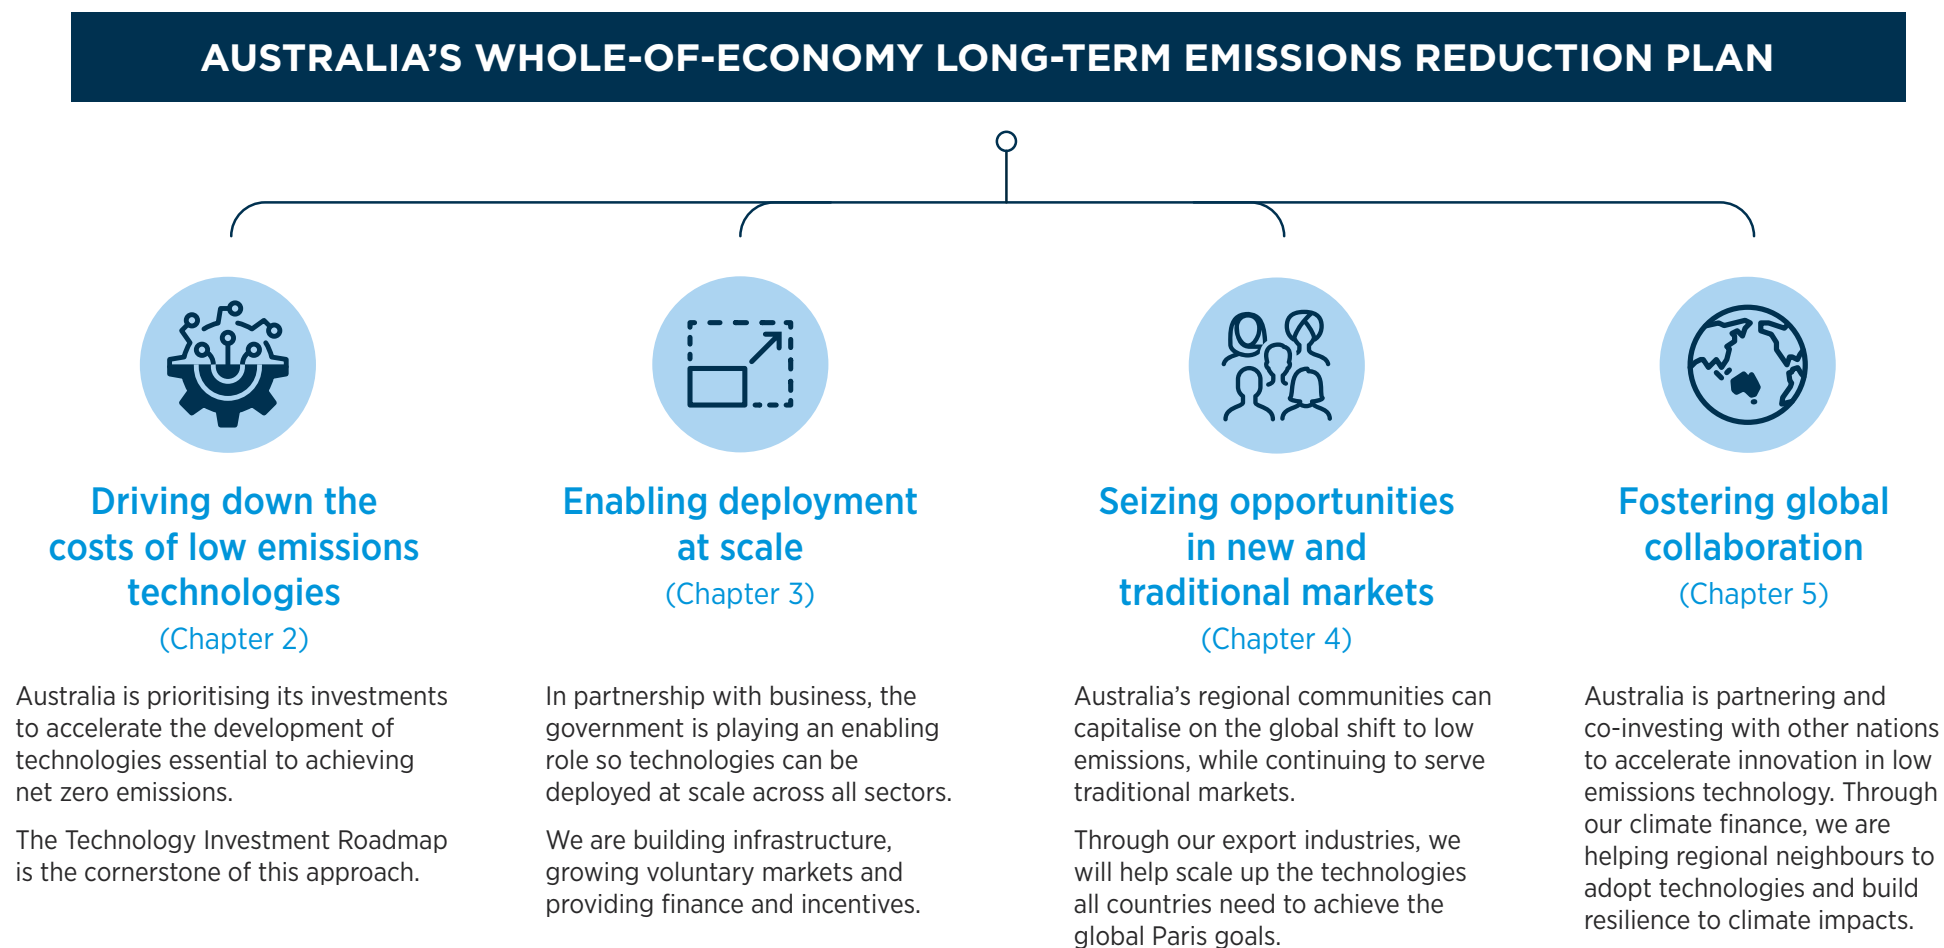 AUSTRALIA’S WHOLE-OF-ECONOMY LONG-TERM EMISSIONS REDUCTION PLAN
Driving down the
costs of low emissions
technologies
(Chapter 2)
Australia is prioritising its investments
to accelerate the development of
technologies essential to achieving
net zero emissions.
The Technology Investment Roadmap
is the cornerstone of this approach.
Enabling deployment
at scale
(Chapter 3)
In partnership with business, the
government is playing an enabling
role so technologies can be
deployed at scale across all sectors.
We are building infrastructure,
growing voluntary markets and
providing finance and incentives.
Seizing opportunities
in new and
traditional markets
(Chapter 4)
Australia’s regional communities can
capitalise on the global shift to low
emissions, while continuing to serve
traditional markets.
Through our export industries, we
will help scale up the technologies
all countries need to achieve the
global Paris goals.
Fostering global
collaboration
(Chapter 5)
Australia is partnering and
co-investing with other nations
to accelerate innovation in low
emissions technology. Through
our climate finance, we are
helping regional neighbours to
adopt technologies and build
resilience to climate impacts.